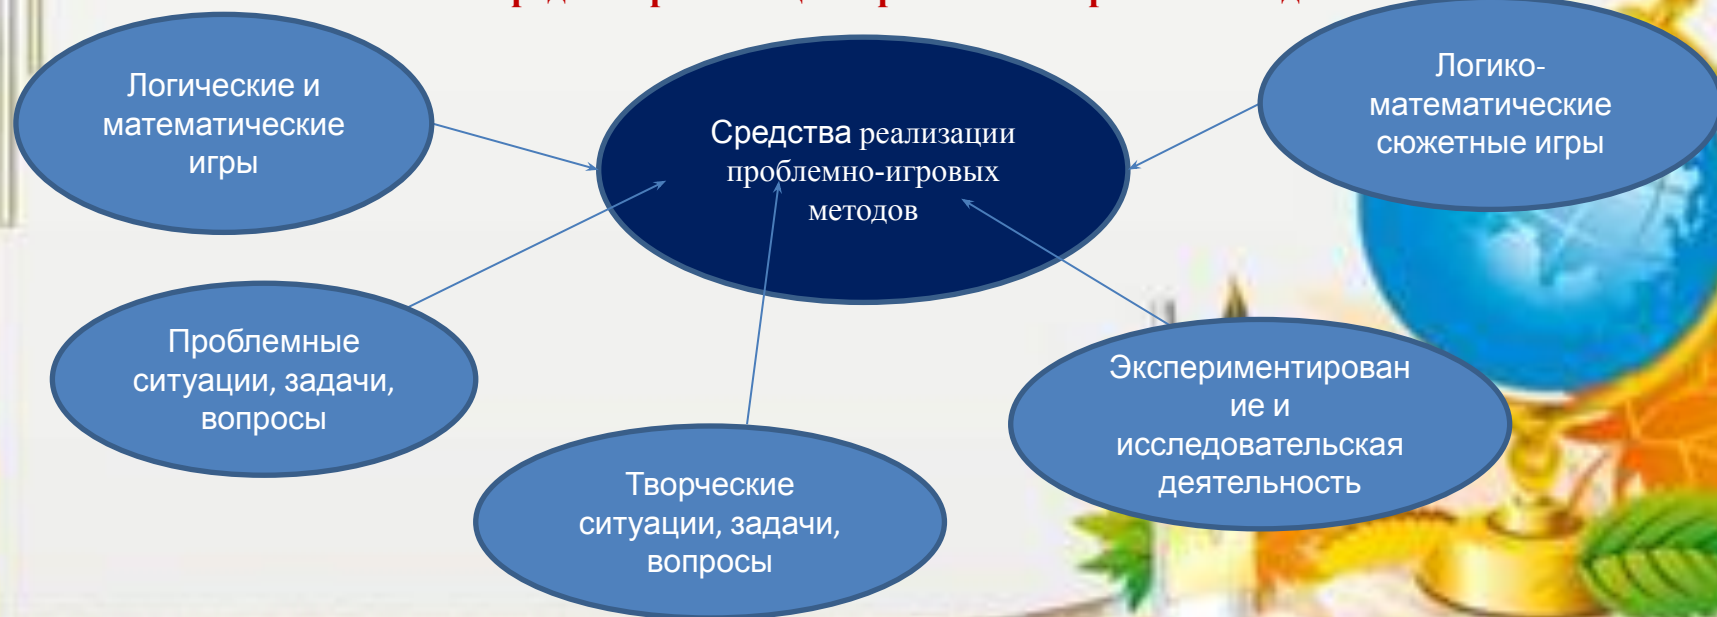 Логические и
математические
игры
Средства реализации
проблемно-игровых
методов
Логико-
математические
сюжетные игры
Проблемные
ситуации, задачи,
вопросы
Творческие
ситуации, задачи,
вопросы
Экспериментирован
ие и
исследовательская
деятельность